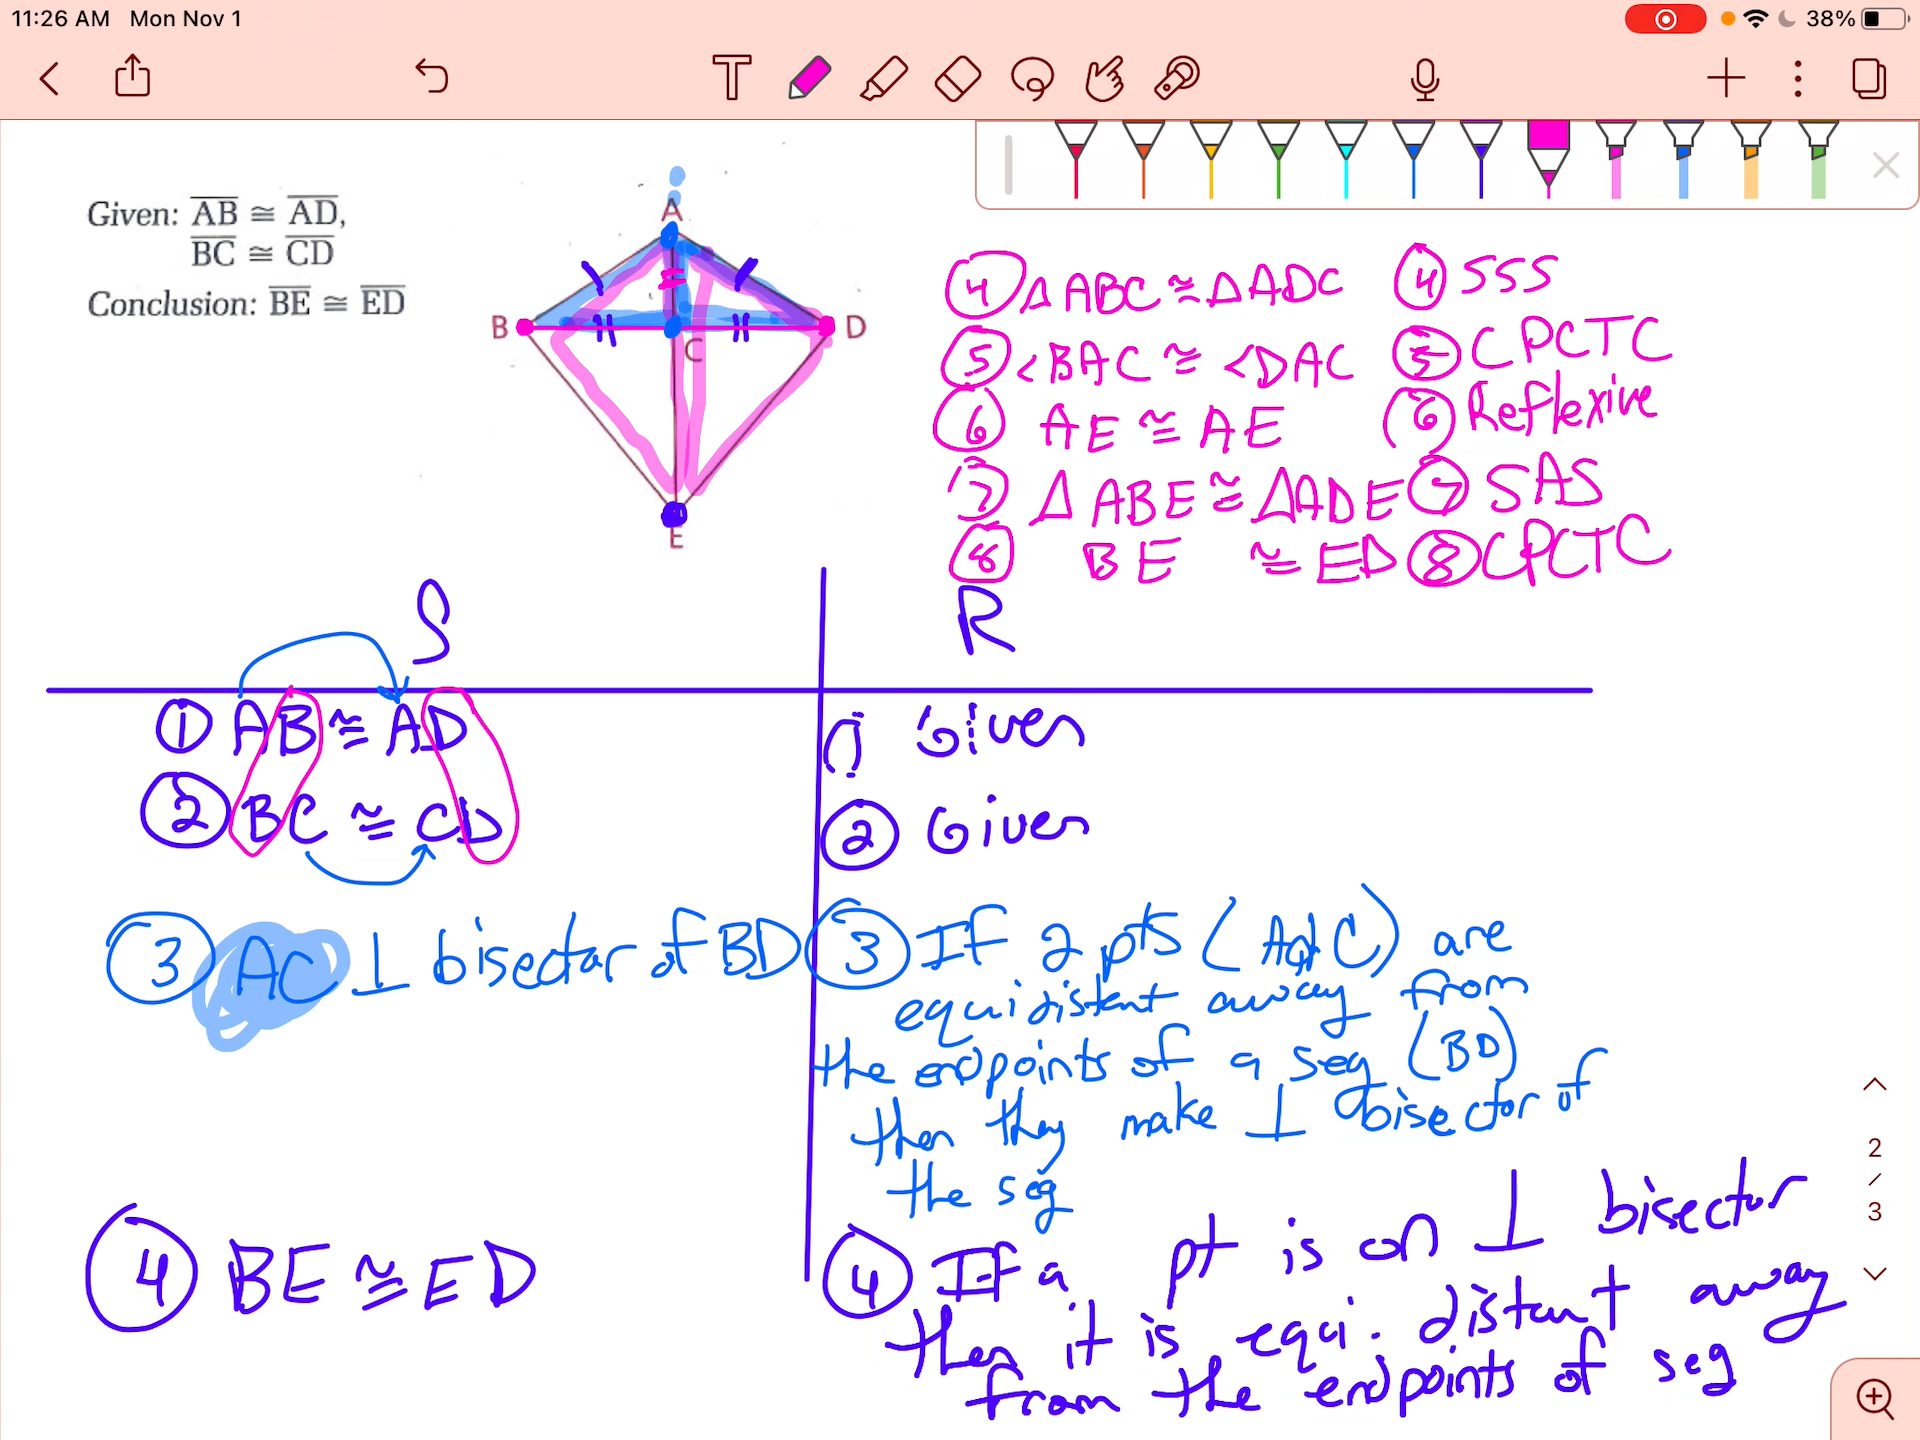 11:26 AM Mon Nov 1
38%
Given: AB ≅ AD,
BC ≅ CD
Conclusion: BE ≅ ED
A
B
D
C
E
④ △ABC ≅ △ADC ④ SSS
⑤ <BAC ≅ <DAC ⑤ CPCTC
⑥ AE ≅ AE ⑥ Reflexive
⑦ △ABE ≅ △ADE ⑦ SAS
⑧ BE ≅ ED ⑧ CPCTC
S
R
① AB ≅ AD
① Given
② BC ≅ CD
② Given
③ AC ⊥ bisector of BD
③ If 2 pts (A & C) are
equidistent away from
the endpoints of a seg (BD)
then they make ⊥ bisector of
the seg
④ BE ≅ ED
④ If a pt is on ⊥ bisector
then it is equi. distant away
from the endpoints of seg
2
/
3